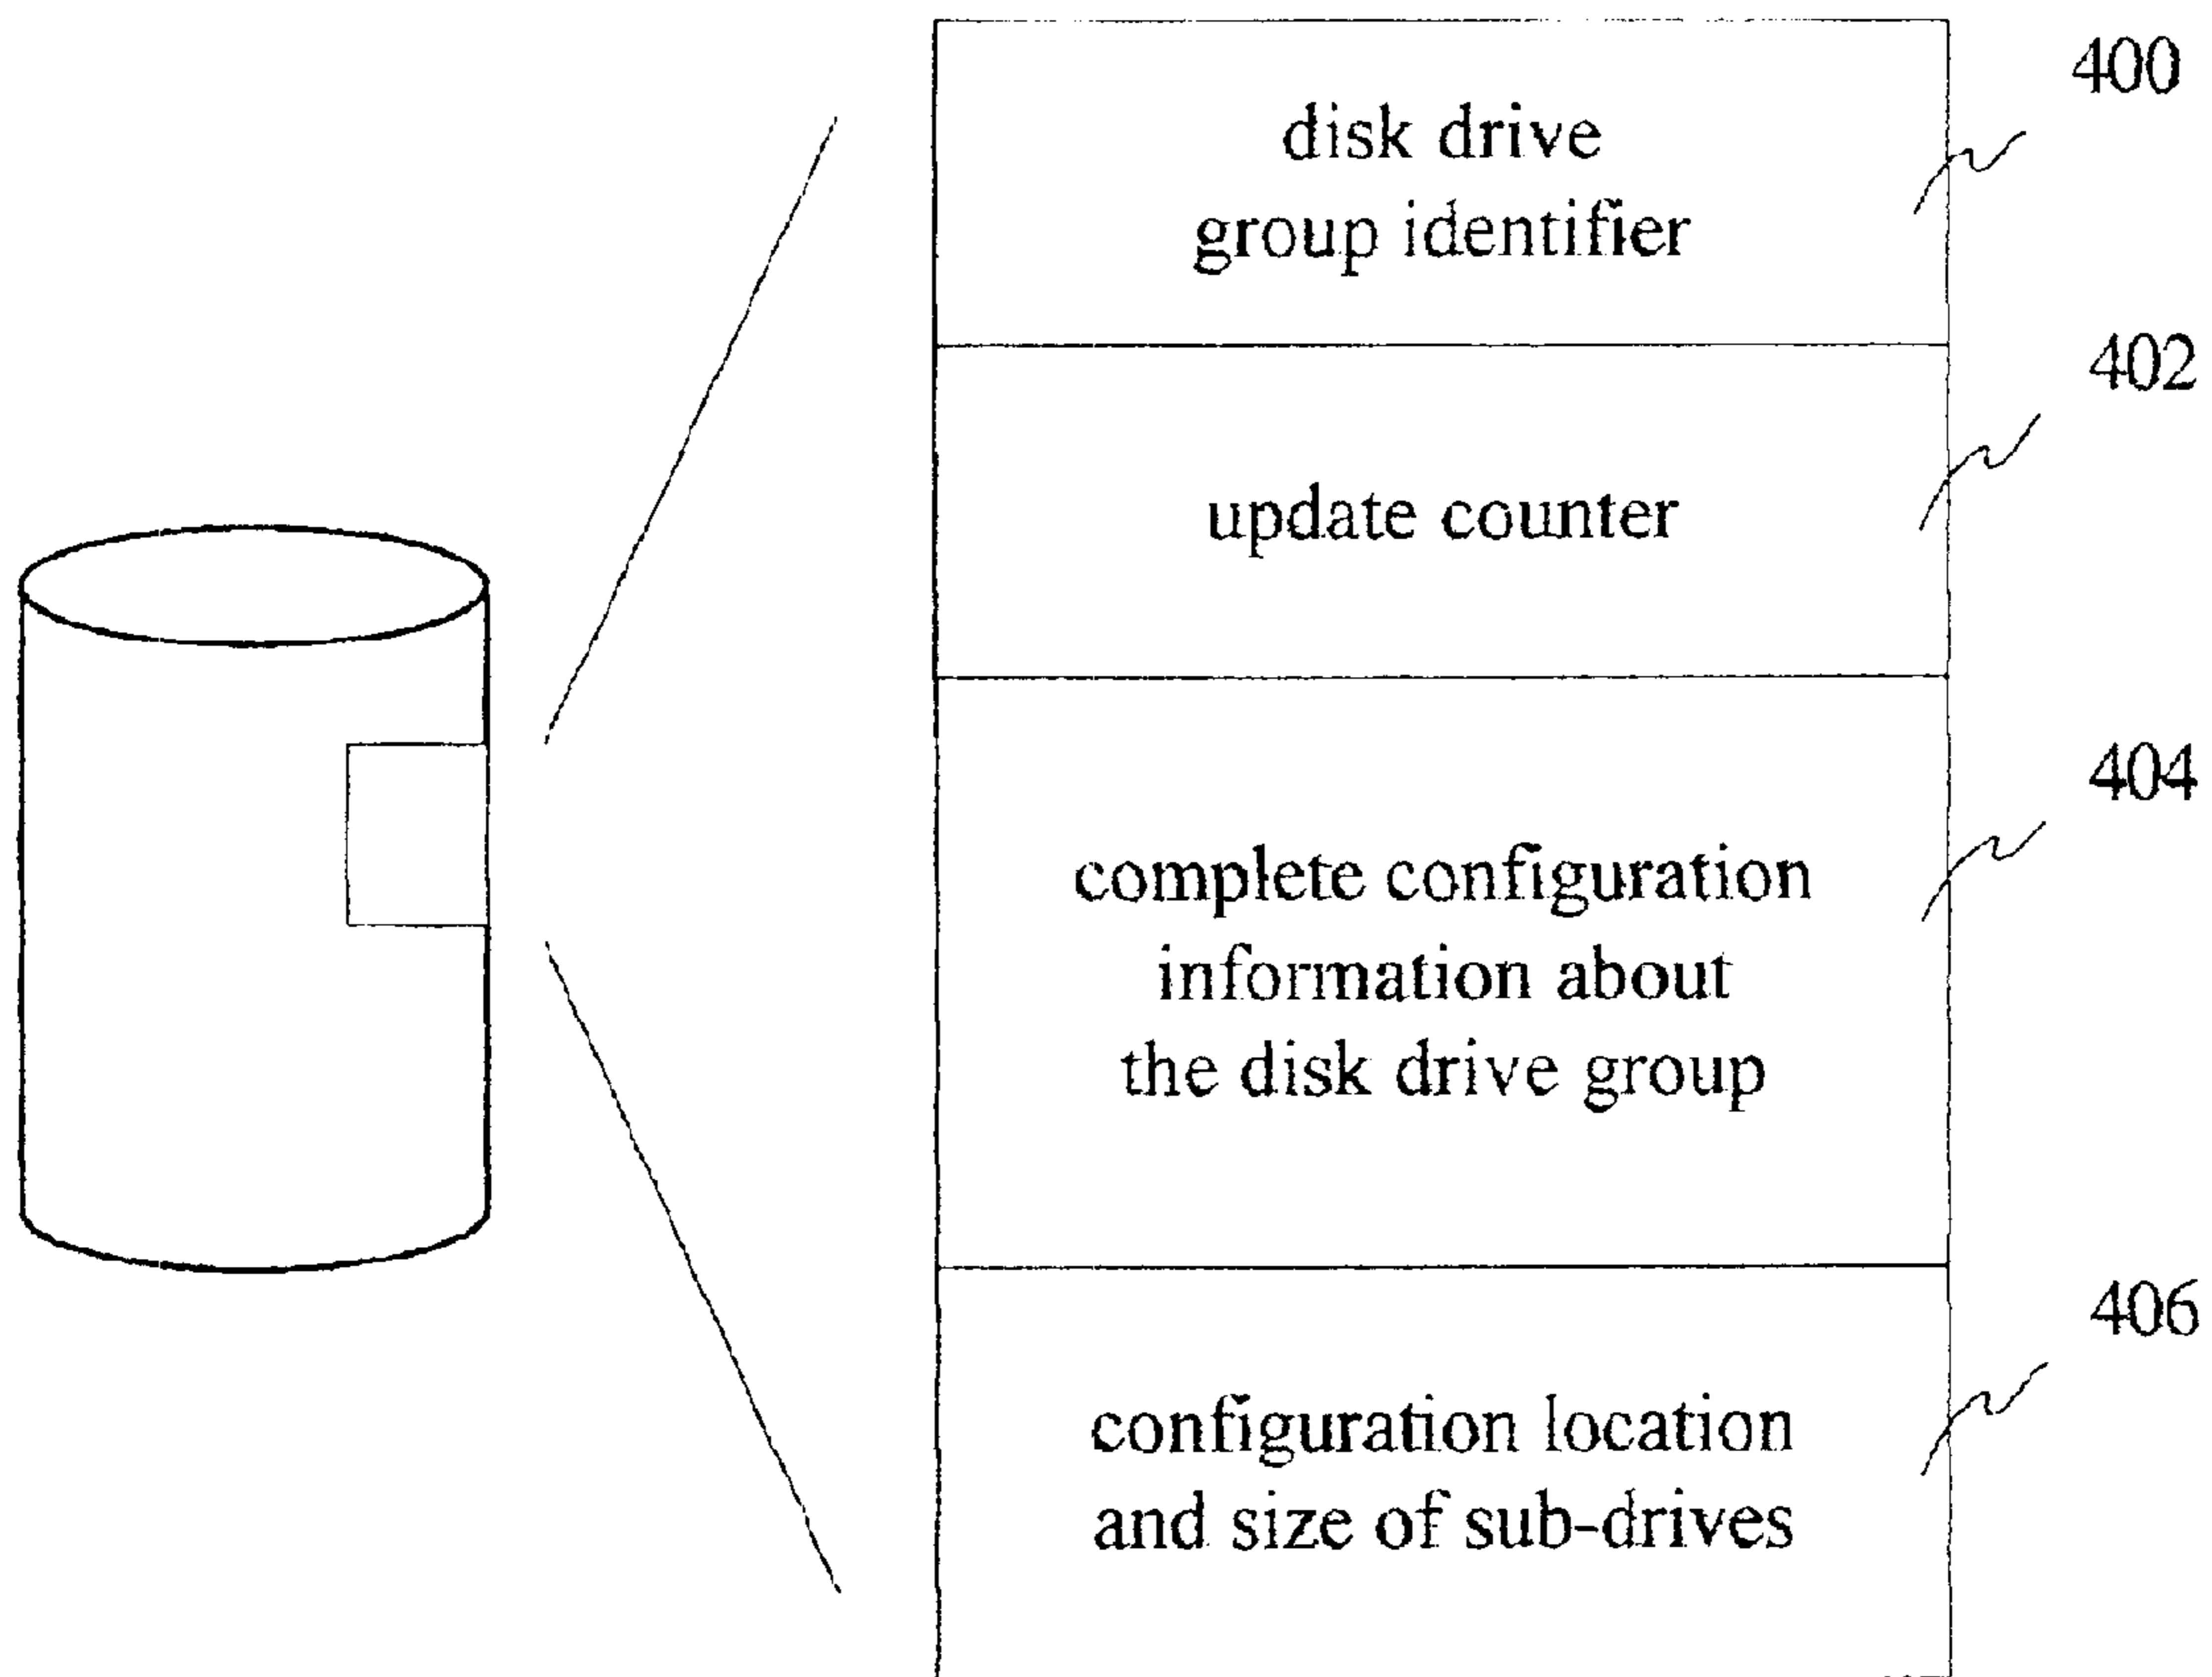 400
disk drive
group identifier
402
update counter
404
complete configuration
information about
the disk drive group
406
configuration location
and size of sub-drives